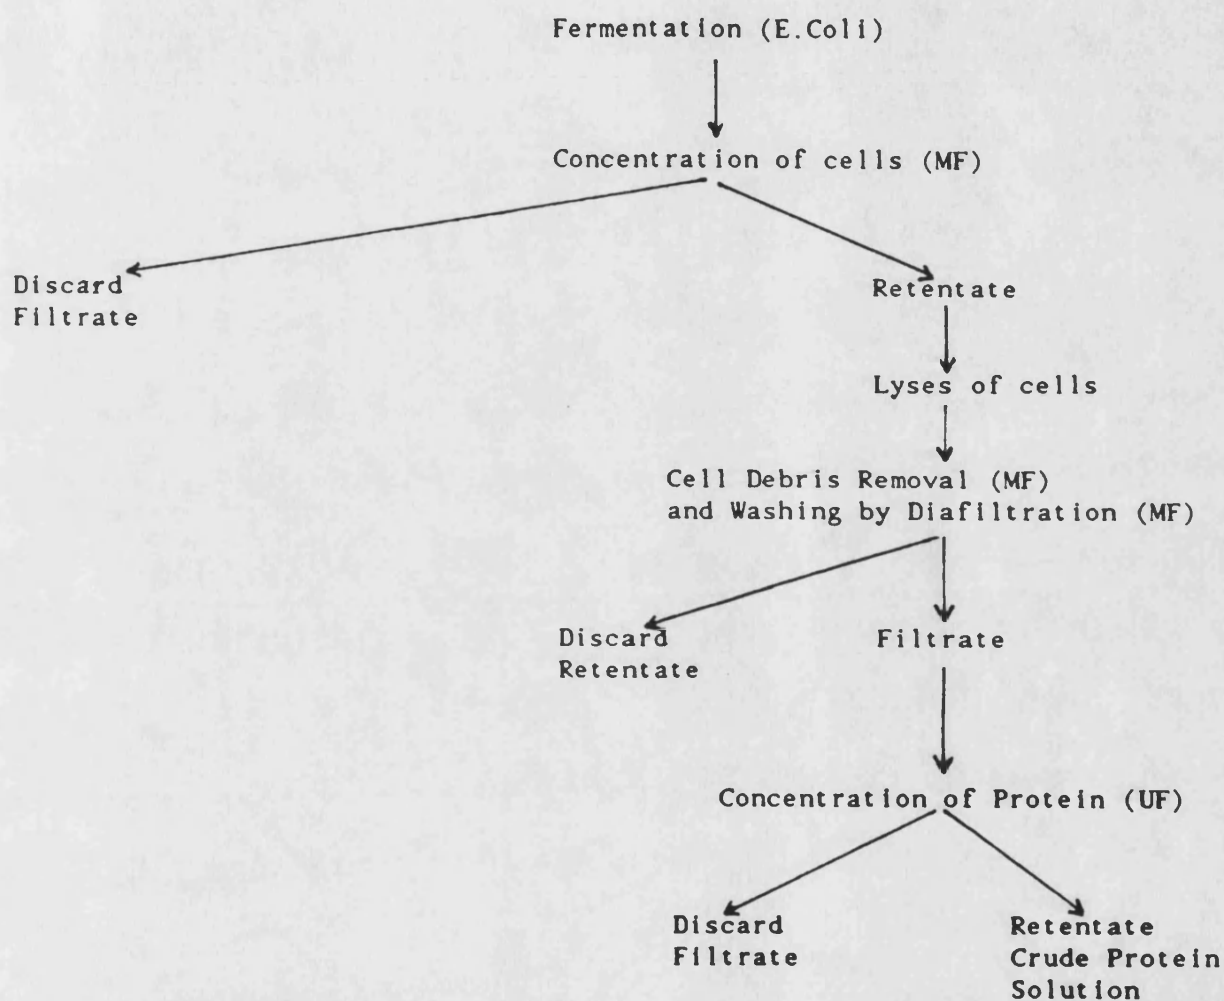 Fermentation (E.Coli)
Concentration of cells (MF)
Discard
Filtrate
Retentate
Lyses of cells
Cell Debris Removal (MF)
and Washing by Diafiltration (MF)
Discard
Retentate
Filtrate
Concentration of Protein (UF)
Discard
Filtrate
Retentate
Crude Protein
Solution